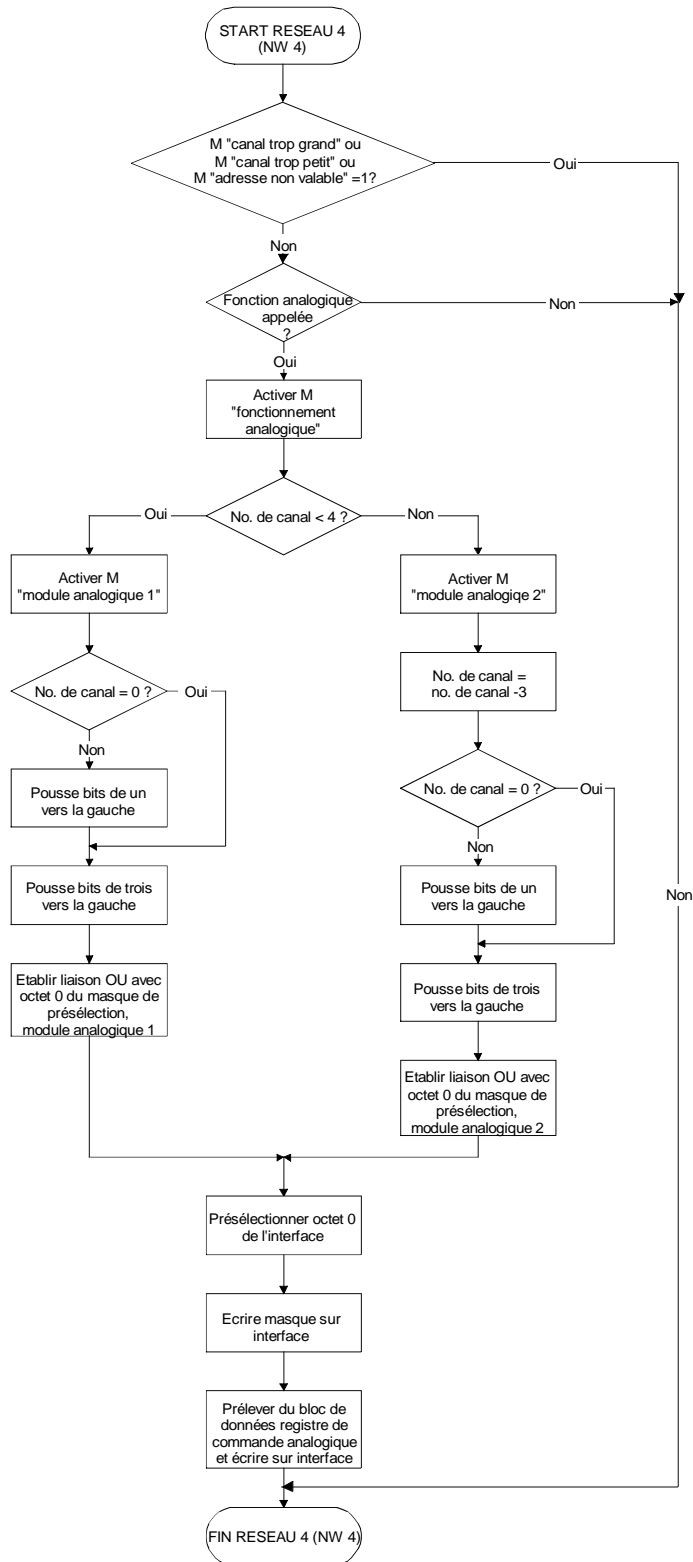 START RESEAU 4
(NW 4)
M "canal trop grand" ou
M "canal trop petit" ou
M "adresse non valable" =1?
Oui
Non
Fonction analogique
appelée
?
Non
Oui
Activer M
"fonctionnement
analogique"
No. de canal < 4 ?
Oui
Non
Activer M
"module analogique 1"
No. de canal = 0 ?
Oui
Non
Pousse bits de un
vers la gauche
Pousse bits de trois
vers la gauche
Etablir liaison OU avec
octet 0 du masque de
présélection,
module analogique 1
Activer M
"module analogiqe 2"
No. de canal =
no. de canal -3
No. de canal = 0 ?
Oui
Non
Pousse bits de un
vers la gauche
Pousse bits de trois
vers la gauche
Etablir liaison OU avec
octet 0 du masque de
présélection,
module analogique 2
Non
Présélectionner octet 0
de l'interface
Ecrire masque sur
interface
Prélever du bloc de
données registre de
commande analogique
et écrire sur interface
FIN RESEAU 4 (NW 4)